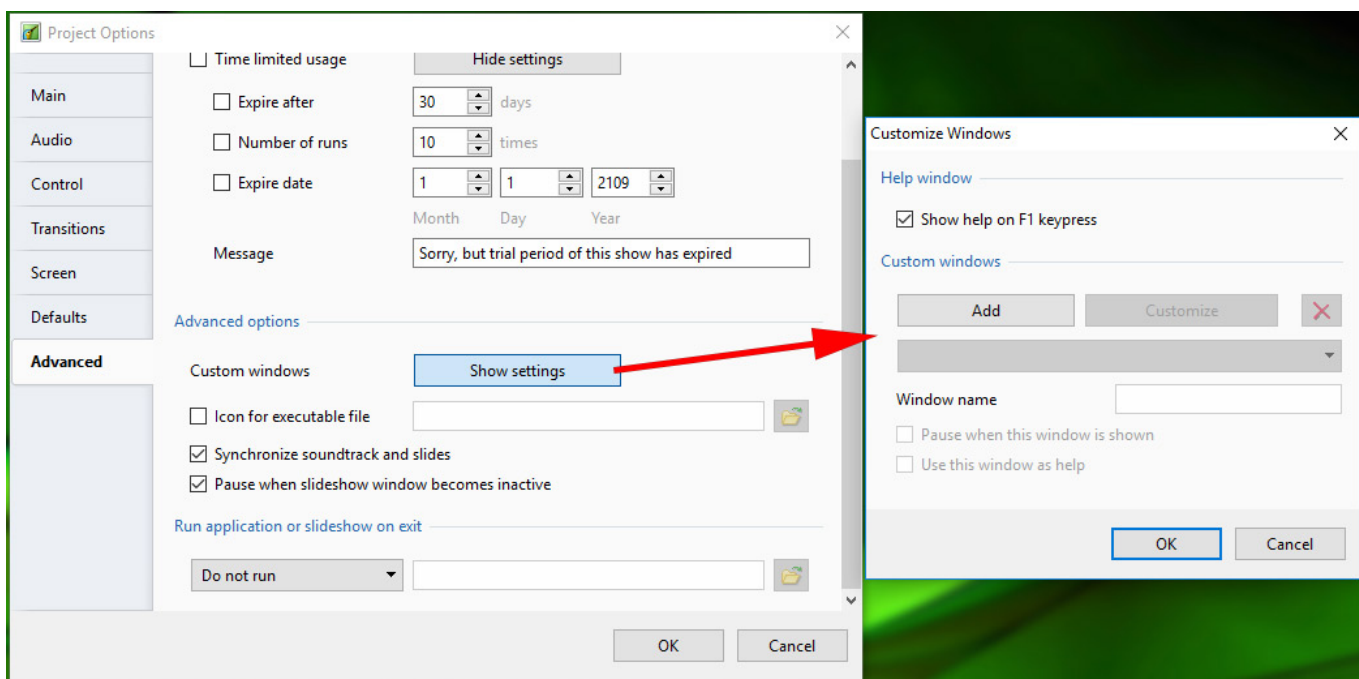 Project Options
Time limited usage Hide settings
Main
Expire after 30 days
Audio
Number of runs 10 times
Control
Expire date 1 1 2109
Month Day Year
Transitions
Message Sorry, but trial period of this show has expired
Screen
Defaults
Advanced options
Advanced
Custom windows Show settings
Icon for executable file
Synchronize soundtrack and slides
Pause when slideshow window becomes inactive
Run application or slideshow on exit
Do not run
OK Cancel
Customize Windows
Help window
Show help on F1 keypress
Custom windows
Add Customize
Window name
Pause when this window is shown
Use this window as help
OK Cancel